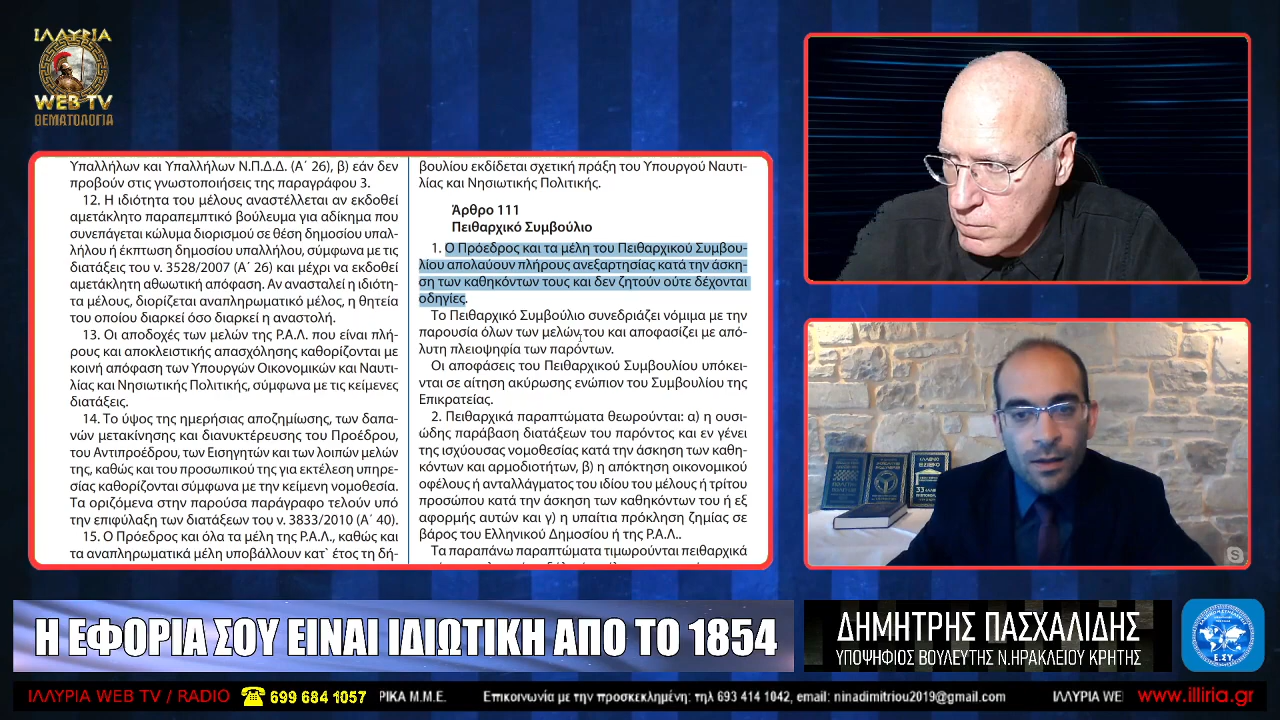 ΙΛΛΥΡΙΑ
WEB TV
ΘΕΜΑΤΟΛΟΓΙΑ
Υπαλλήλων και Υπαλλήλων Ν.Π.Δ.Δ. (Α΄ 26), β) εάν δεν
προβούν στις γνωστοποιήσεις της παραγράφου 3.
12. Η ιδιότητα του μέλους αναστέλλεται αν εκδοθεί
αμετάκλητο παραπεμπτικό βούλευμα για αδίκημα που
συνεπάγεται κώλυμα διορισμού σε θέση δημοσίου υπαλ-
λήλου ή έκπτωση δημοσίου υπαλλήλου, σύμφωνα με τις
διατάξεις του ν. 3528/2007 (Α΄ 26) και μέχρι να εκδοθεί
αμετάκλητη αθωωτική απόφαση. Αν ανασταλεί η ιδιότη-
τα μέλους, διορίζεται αναπληρωματικό μέλος, η θητεία
του οποίου διαρκεί όσο διαρκεί η αναστολή.
13. Οι αποδοχές των μελών της Ρ.Α.Λ. που είναι πλή-
ρους και αποκλειστικής απασχόλησης καθορίζονται με
κοινή απόφαση των Υπουργών Οικονομικών και Ναυτι-
λίας και Νησιωτικής Πολιτικής, σύμφωνα με τις κείμενες
διατάξεις.
14. Το ύψος της ημερήσιας αποζημίωσης, των δαπα-
νών μετακίνησης και διανυκτέρευσης του Προέδρου,
του Αντιπροέδρου, των Εισηγητών και των λοιπών μελών
της, καθώς και του προσωπικού της για εκτέλεση υπηρε-
σίας καθορίζονται σύμφωνα με την κείμενη νομοθεσία.
Τα οριζόμενα στην παρούσα παράγραφο τελούν υπό
την επιφύλαξη των διατάξεων του ν. 3833/2010 (Α΄ 40).
15. Ο Πρόεδρος και όλα τα μέλη της Ρ.Α.Λ., καθώς και
τα αναπληρωματικά μέλη υποβάλλουν κατ` έτος τη δή-
βουλίου εκδίδεται σχετική πράξη του Υπουργού Ναυτι-
λίας και Νησιωτικής Πολιτικής.
Άρθρο 111
Πειθαρχικό Συμβούλιο
1. Ο Πρόεδρος και τα μέλη του Πειθαρχικού Συμβου-
λίου απολαύουν πλήρους ανεξαρτησίας κατά την άσκη-
ση των καθηκόντων τους και δεν ζητούν ούτε δέχονται
οδηγίες.
Το Πειθαρχικό Συμβούλιο συνεδριάζει νόμιμα με την
παρουσία όλων των μελών του και αποφασίζει με από-
λυτη πλειοψηφία των παρόντων.
Οι αποφάσεις του Πειθαρχικού Συμβουλίου υπόκει-
νται σε αίτηση ακύρωσης ενώπιον του Συμβουλίου της
Επικρατείας.
2. Πειθαρχικά παραπτώματα θεωρούνται: α) η ουσι-
ώδης παράβαση διατάξεων του παρόντος και εν γένει
της ισχύουσας νομοθεσίας κατά την άσκηση των καθη-
κόντων και αρμοδιοτήτων, β) η απόκτηση οικονομικού
οφέλους ή ανταλλάγματος του ιδίου του μέλους ή τρίτου
προσώπου κατά την άσκηση των καθηκόντων του ή εξ
αφορμής αυτών και γ) η υπαίτια πρόκληση ζημίας σε
βάρος του Ελληνικού Δημοσίου ή της Ρ.Α.Λ..
Τα παραπάνω παραπτώματα τιμωρούνται πειθαρχικά
Η ΕΦΟΡΙΑ ΣΟΥ ΕΙΝΑΙ ΙΔΙΩΤΙΚΗ ΑΠΟ ΤΟ 1854
ΔΗΜΗΤΡΗΣ ΠΑΣΧΑΛΙΔΗΣ
ΥΠΟΨΗΦΙΟΣ ΒΟΥΛΕΥΤΗΣ Ν.ΗΡΑΚΛΕΙΟΥ ΚΡΗΤΗΣ
Ε.ΣΥ.
ΙΛΛΥΡΙΑ WEB TV / RADIO 699 684 1057 ΡΙΚΑ Μ.Μ.Ε. Επικοινωνία με την προσκεκλημένη: τηλ 693 414 1042, email: ninadimitriou2019@gmail.com ΙΛΛΥΡΙΑ WE www.illiria.gr